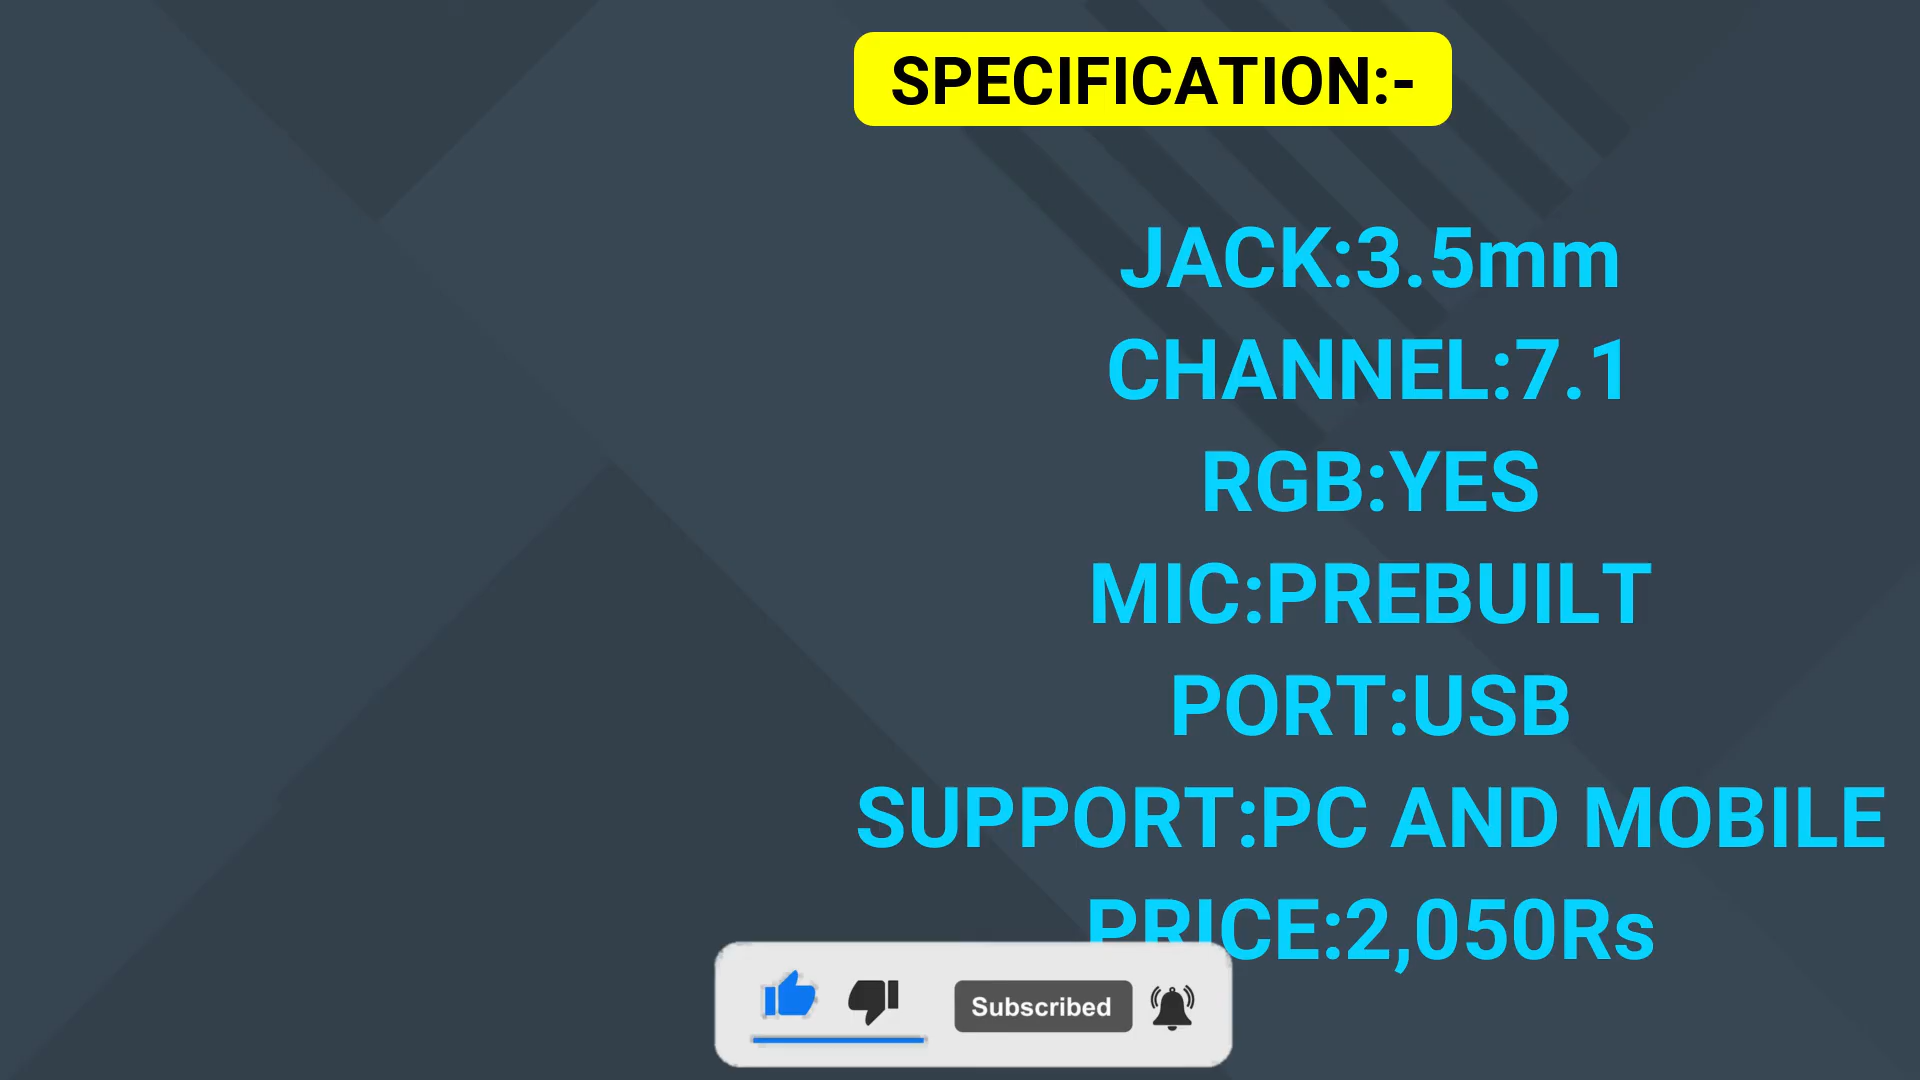 SPECIFICATION:-
JACK:3.5mm
CHANNEL:7.1
RGB:YES
MIC:PREBUILT
PORT:USB
SUPPORT:PC AND MOBILE
PRICE:2,050Rs
Subscribed